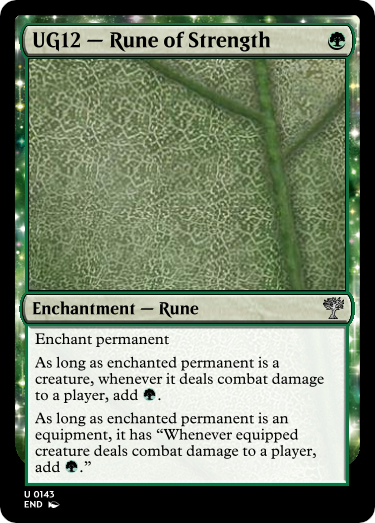 UG12 — Rune of Strength
Enchantment — Rune
Enchant permanent
As long as enchanted permanent is a
creature, whenever it deals combat damage
to a player, add .
As long as enchanted permanent is an
equipment, it has “Whenever equipped
creature deals combat damage to a player,
add .”
U 0143
END